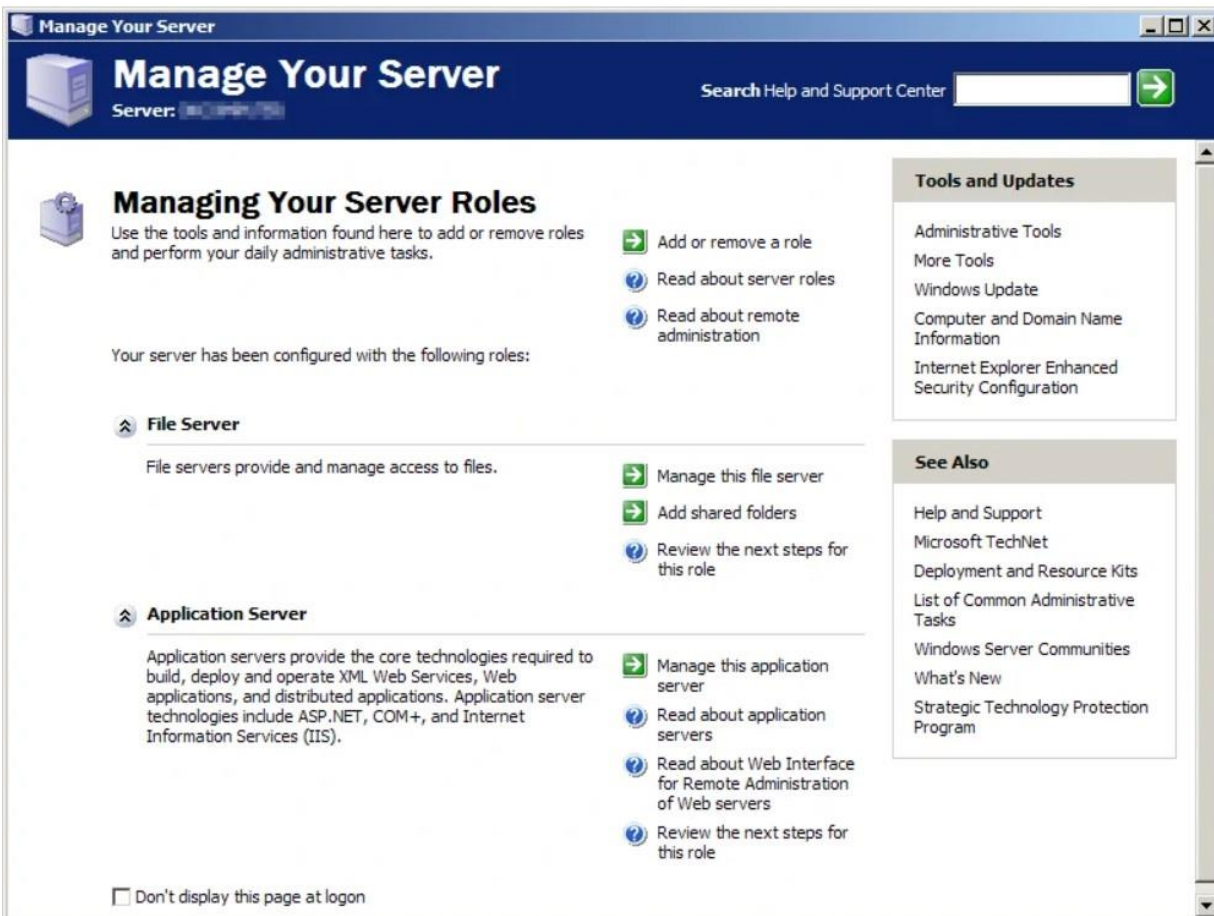 Manage Your Server
Manage Your Server
Server:
Search Help and Support Center
Managing Your Server Roles
Use the tools and information found here to add or remove roles
and perform your daily administrative tasks.
Add or remove a role
Read about server roles
Read about remote
administration
Your server has been configured with the following roles:
File Server
File servers provide and manage access to files.
Manage this file server
Add shared folders
Review the next steps for
this role
Application Server
Application servers provide the core technologies required to
build, deploy and operate XML Web Services, Web
applications, and distributed applications. Application server
technologies include ASP.NET, COM+, and Internet
Information Services (IIS).
Manage this application
server
Read about application
servers
Read about Web Interface
for Remote Administration
of Web servers
Review the next steps for
this role
Don't display this page at logon
Tools and Updates
Administrative Tools
More Tools
Windows Update
Computer and Domain Name
Information
Internet Explorer Enhanced
Security Configuration
See Also
Help and Support
Microsoft TechNet
Deployment and Resource Kits
List of Common Administrative
Tasks
Windows Server Communities
What's New
Strategic Technology Protection
Program